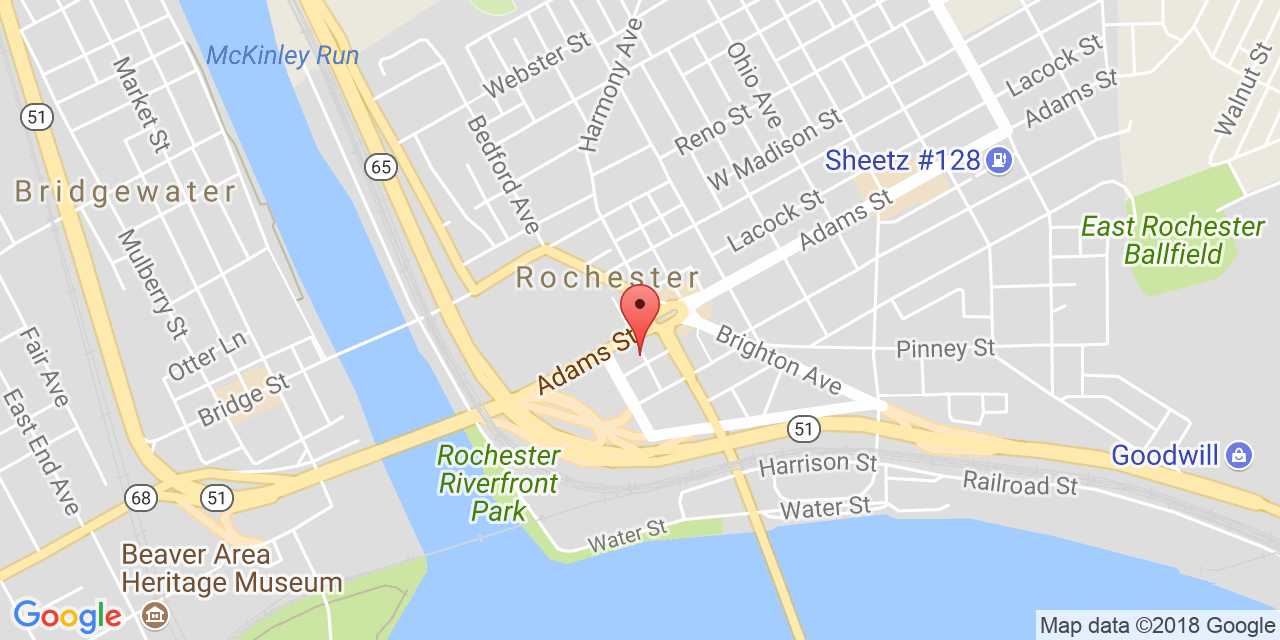 McKinley Run
Webster St
Harmony Ave
Ohio Ave
Lacock St
Adams St
Walnut St
Market St
51
65
Bedford Ave
Reno St
W Madison St
Sheetz #128
Bridgewater
Lacock St
Adams St
East Rochester
Ballfield
Mulberry St
Rochester
Otter Ln
Fair Ave
Adams St
Brighton Ave
Pinney St
Bridge St
East End Ave
51
Rochester
Riverfront
Park
Harrison St
Goodwill
Railroad St
68
51
Water St
Water St
Beaver Area
Heritage Museum
Google
Map data ©2018 Google